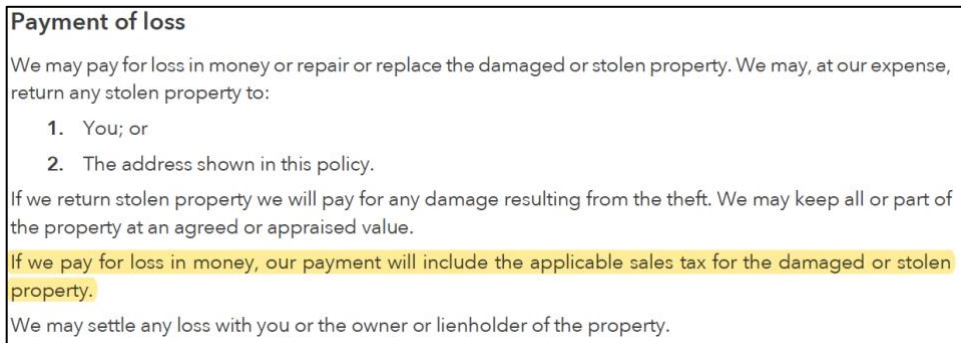 Payment of loss
We may pay for loss in money or repair or replace the damaged or stolen property. We may, at our expense,
return any stolen property to:
1. You; or
2. The address shown in this policy.
If we return stolen property we will pay for any damage resulting from the theft. We may keep all or part of
the property at an agreed or appraised value.
If we pay for loss in money, our payment will include the applicable sales tax for the damaged or stolen
property.
We may settle any loss with you or the owner or lienholder of the property.